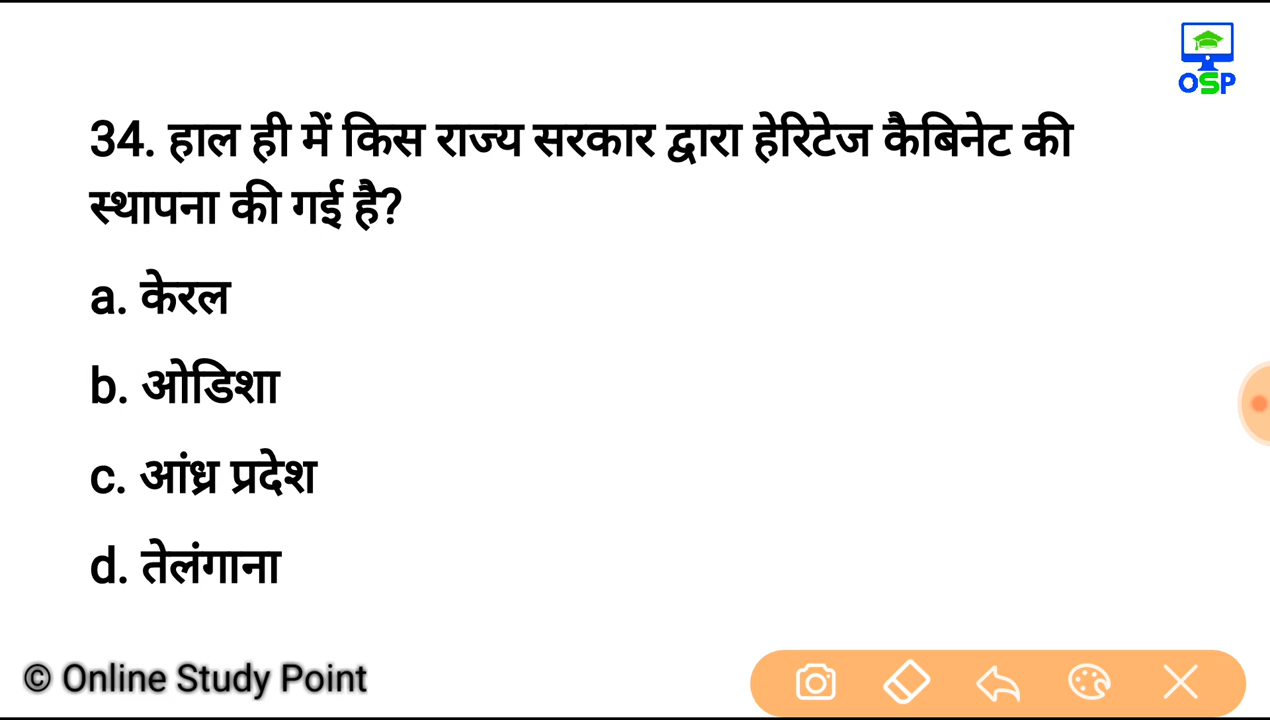 OSP
34. हाल ही में किस राज्य सरकार द्वारा हेरिटेज कैबिनेट की
स्थापना की गई है?
a. केरल
b. ओडिशा
c. आंध्र प्रदेश
d. तेलंगाना
© Online Study Point